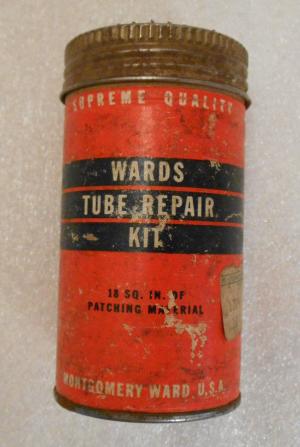 SUPREME QUALITY
WARDS
TUBE REPAIR
KIT
18 SQ. IN. OF
PATCHING MATERIAL
MONTGOMERY WARD U.S.A.